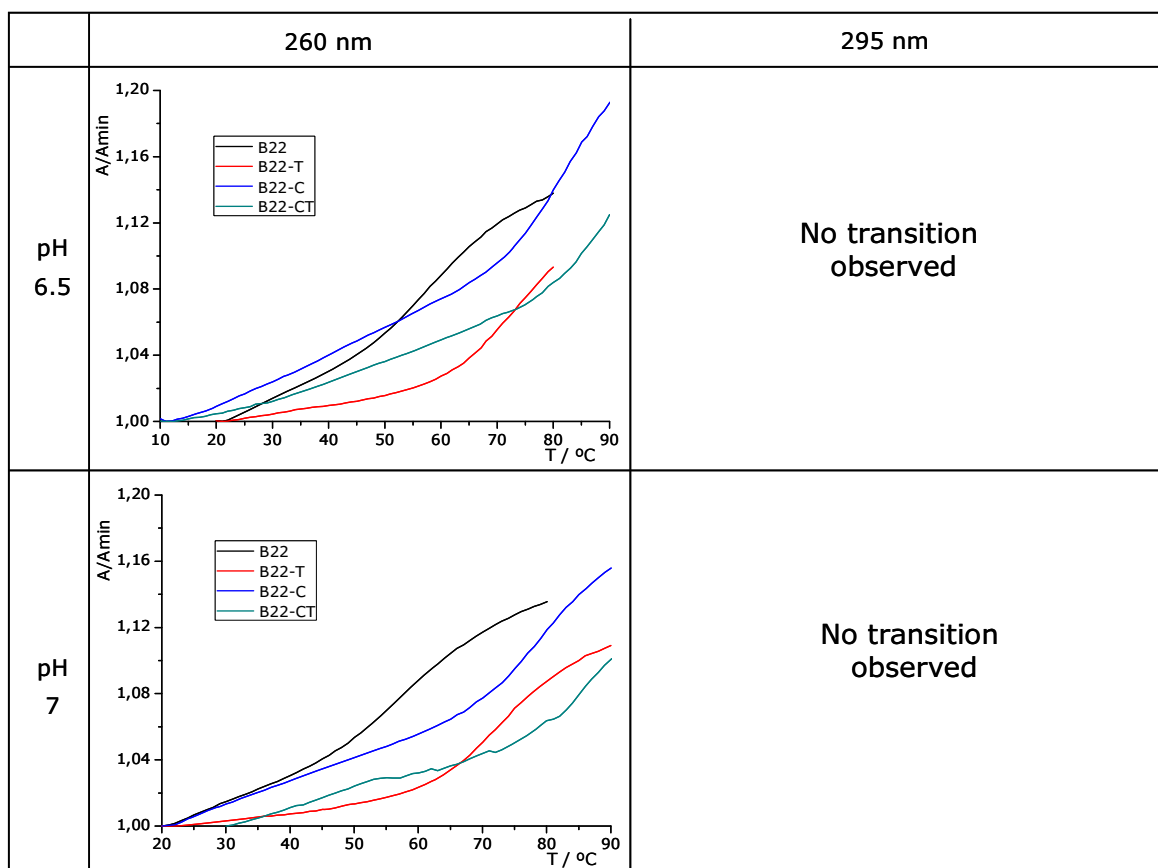 260 nm
295 nm
pH
6.5
A/Amin
1,20
1,16
1,12
1,08
1,04
1,00
B22
B22-T
B22-C
B22-CT
10 20 30 40 50 60 70 80 90
T / ºC
No transition
observed
pH
7
A/Amin
1,20
1,16
1,12
1,08
1,04
1,00
B22
B22-T
B22-C
B22-CT
20 30 40 50 60 70 80 90
T / ºC
No transition
observed